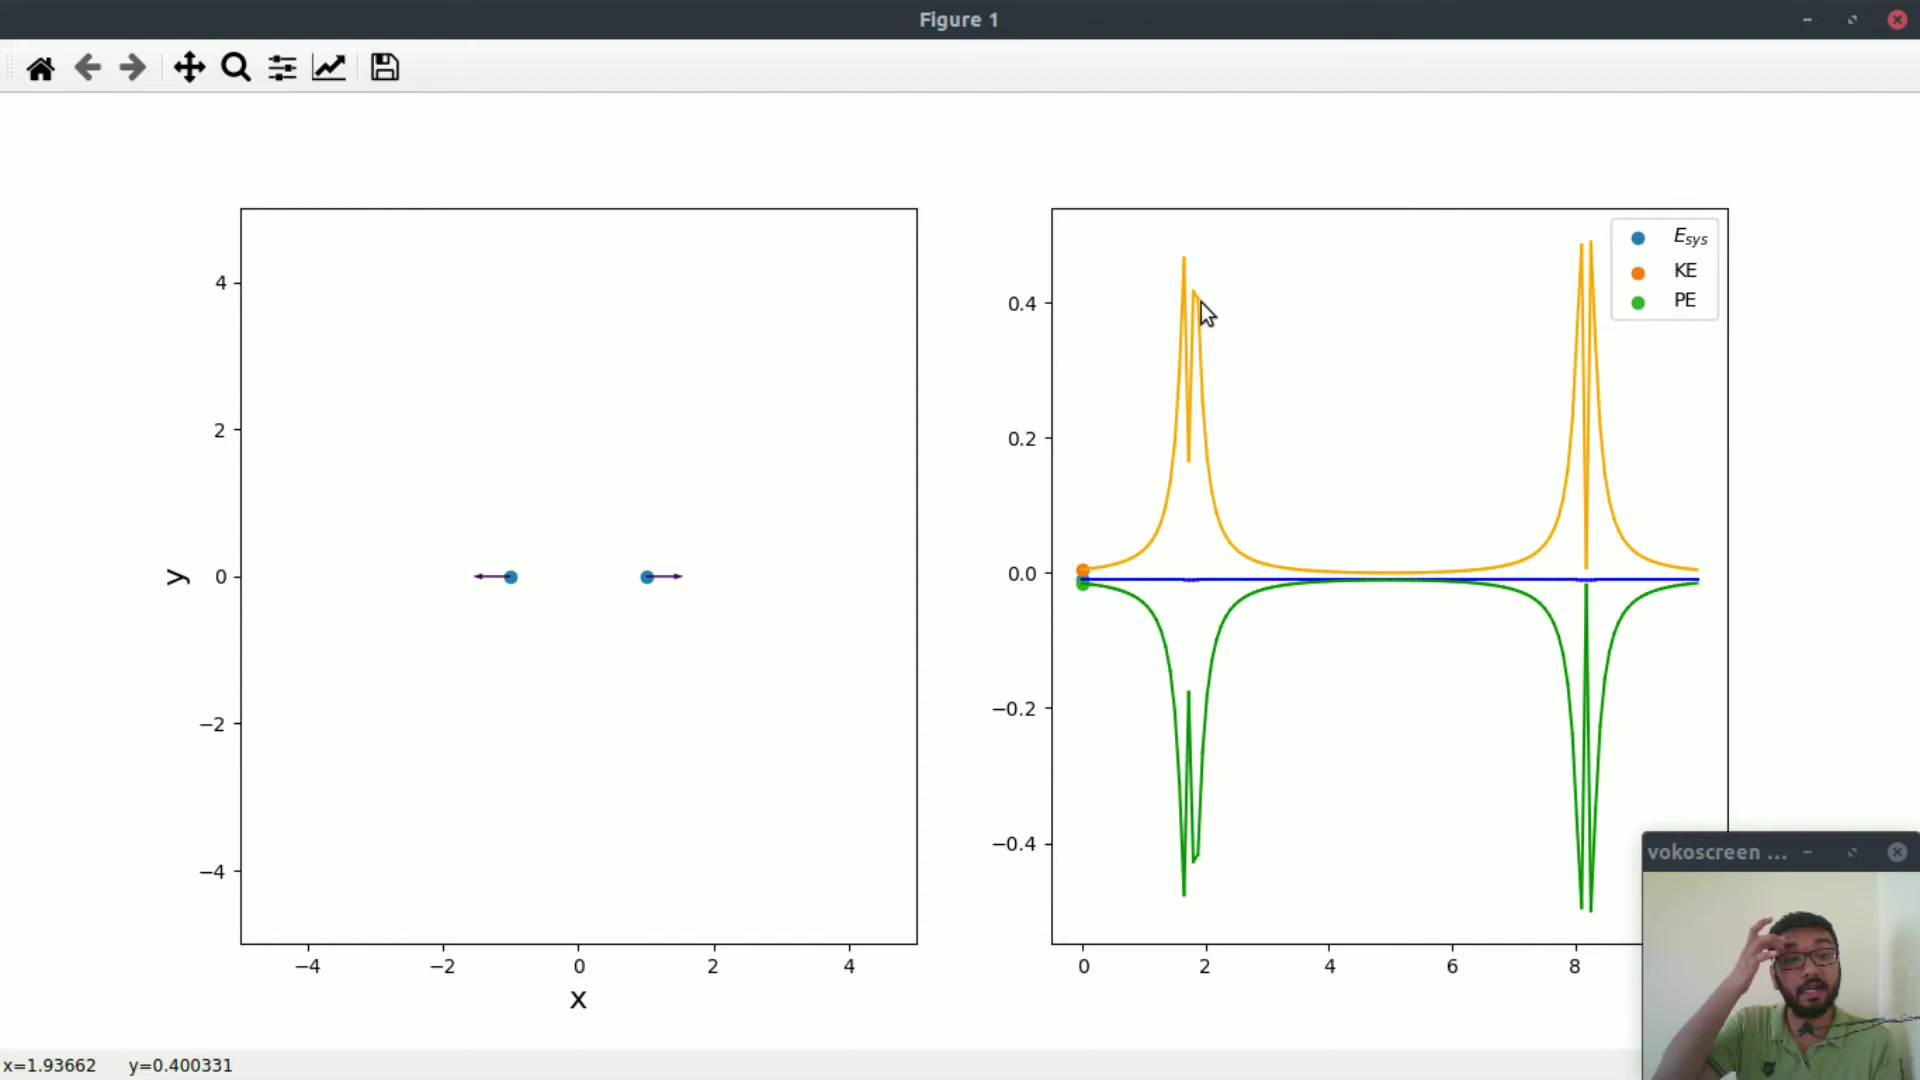 Figure 1
4
2
0
−2
−4
y
−4 −2 0 2 4
x
0.4
0.2
0.0
−0.2
−0.4
0 2 4 6 8
E_sys
KE
PE
vokoscreen ...
x=1.93662 y=0.400331